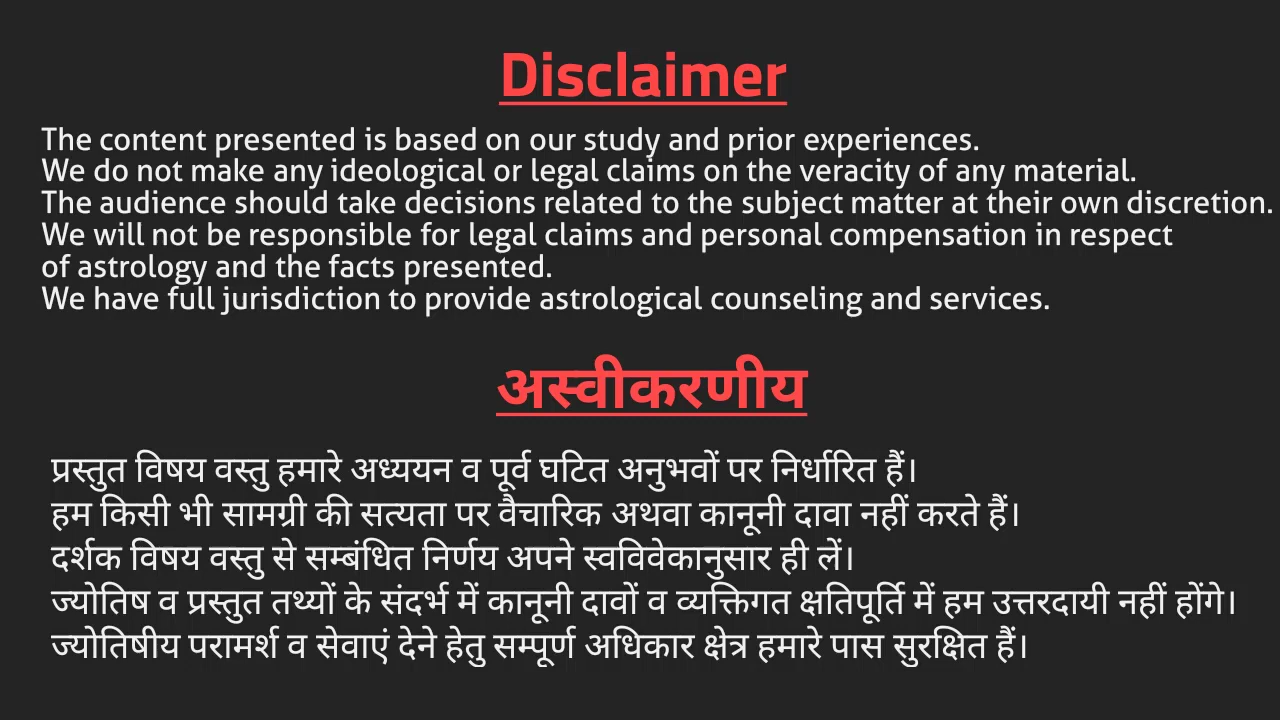 Disclaimer
The content presented is based on our study and prior experiences.
We do not make any ideological or legal claims on the veracity of any material.
The audience should take decisions related to the subject matter at their own discretion.
We will not be responsible for legal claims and personal compensation in respect
of astrology and the facts presented.
We have full jurisdiction to provide astrological counseling and services.
अस्वीकरणीय
प्रस्तुत विषय वस्तु हमारे अध्ययन व पूर्व घटित अनुभवों पर निर्धारित हैं।
हम किसी भी सामग्री की सत्यता पर वैचारिक अथवा कानूनी दावा नहीं करते हैं।
दर्शक विषय वस्तु से सम्बंधित निर्णय अपने स्वविवेकानुसार ही लें।
ज्योतिष व प्रस्तुत तथ्यों के संदर्भ में कानूनी दावों व व्यक्तिगत क्षतिपूर्ति में हम उत्तरदायी नहीं होंगे।
ज्योतिषीय परामर्श व सेवाएं देने हेतु सम्पूर्ण अधिकार क्षेत्र हमारे पास सुरक्षित हैं।